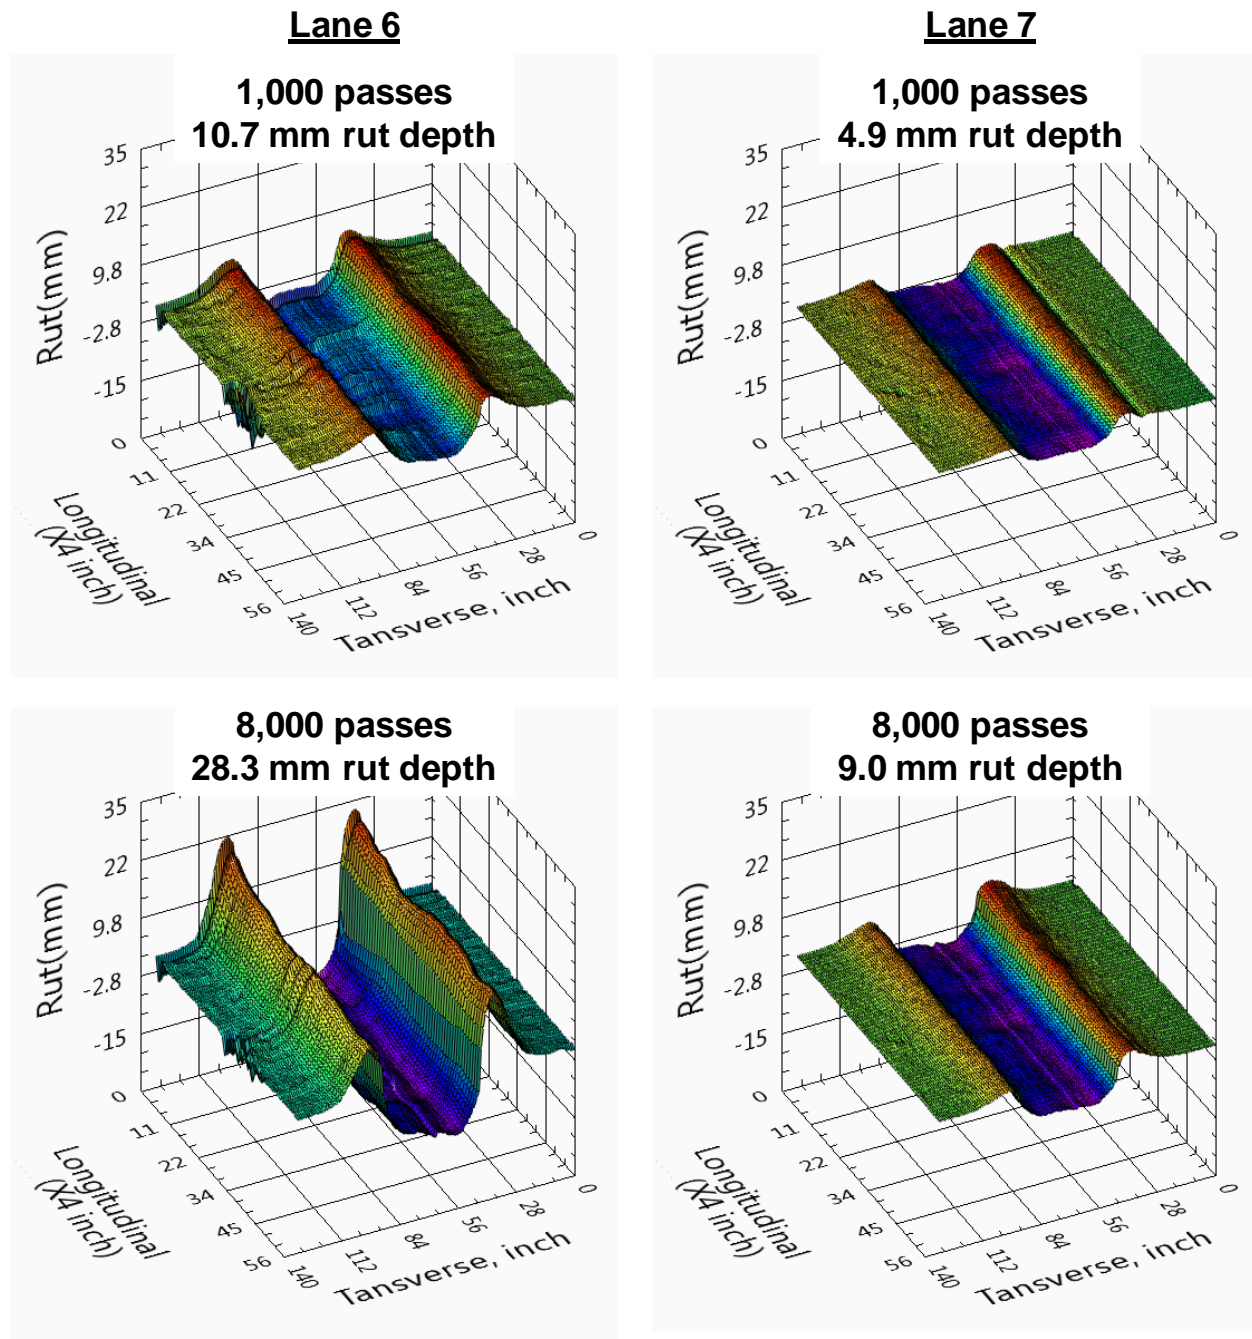 Lane 6
1,000 passes
10.7 mm rut depth
35
22
9.8
-2.8
-15
Rut(mm)
0
11
22
34
45
56
Longitudinal
(X4 inch)
140
112
84
56
28
0
Tansverse, inch
Lane 7
1,000 passes
4.9 mm rut depth
35
22
9.8
-2.8
-15
Rut(mm)
0
11
22
34
45
56
Longitudinal
(X4 inch)
140
112
84
56
28
0
Tansverse, inch
8,000 passes
28.3 mm rut depth
35
22
9.8
-2.8
-15
Rut(mm)
0
11
22
34
45
56
Longitudinal
(X4 inch)
140
112
84
56
28
0
Tansverse, inch
8,000 passes
9.0 mm rut depth
35
22
9.8
-2.8
-15
Rut(mm)
0
11
22
34
45
56
Longitudinal
(X4 inch)
140
112
84
56
28
0
Tansverse, inch